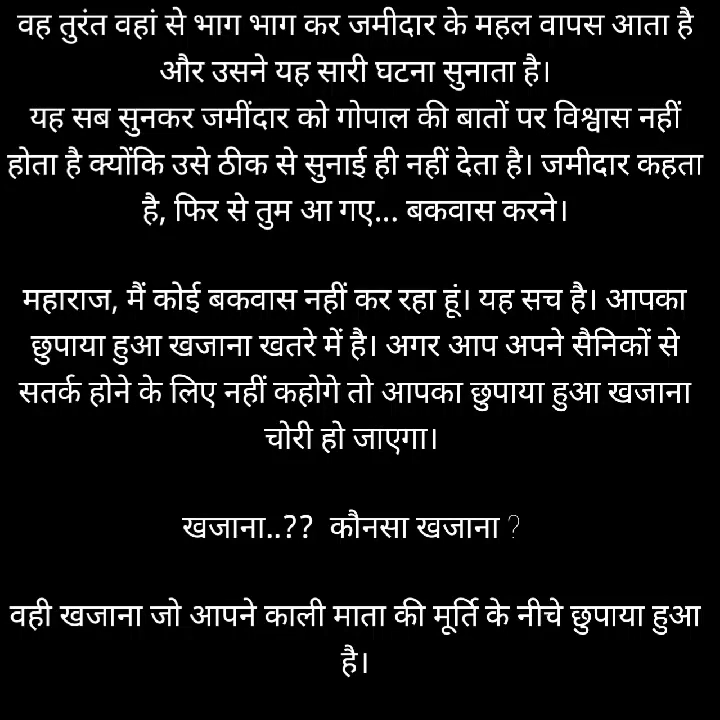 वह तुरंत वहां से भाग भाग कर जमीदार के महल वापस आता है
और उसने यह सारी घटना सुनाता है।
यह सब सुनकर जमींदार को गोपाल की बातों पर विश्वास नहीं
होता है क्योंकि उसे ठीक से सुनाई ही नहीं देता है। जमीदार कहता
है, फिर से तुम आ गए... बकवास करने।
महाराज, मैं कोई बकवास नहीं कर रहा हूं। यह सच है। आपका
छुपाया हुआ खजाना खतरे में है। अगर आप अपने सैनिकों से
सतर्क होने के लिए नहीं कहोगे तो आपका छुपाया हुआ खजाना
चोरी हो जाएगा।
खजाना..?? कौनसा खजाना ?
वही खजाना जो आपने काली माता की मूर्ति के नीचे छुपाया हुआ
है।